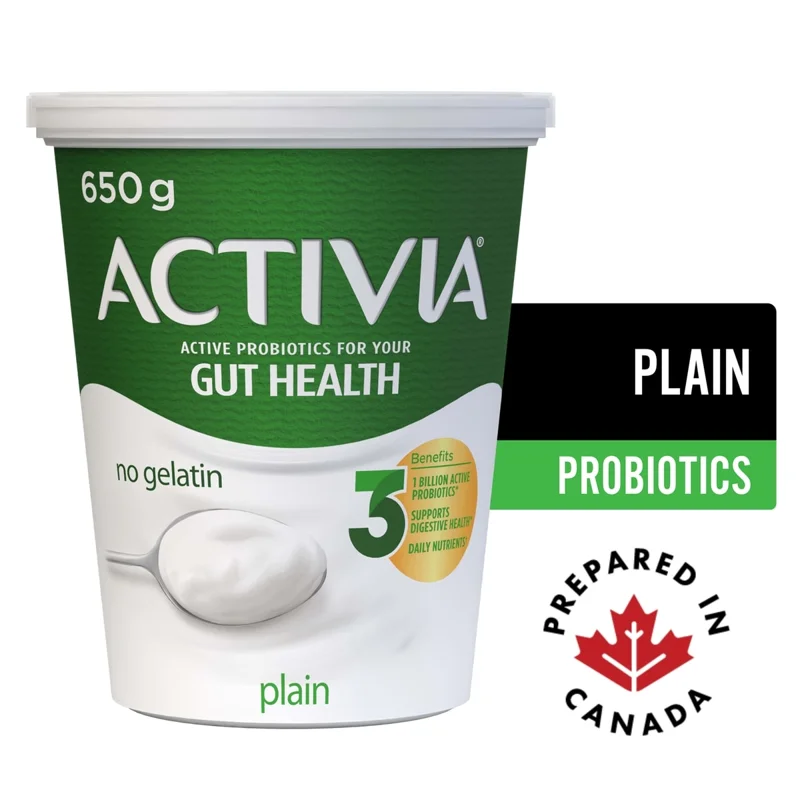 650 g
ACTIVIA®
ACTIVE PROBIOTICS FOR YOUR
GUT HEALTH
no gelatin
3
Benefits
1 BILLION ACTIVE
PROBIOTICS*
SUPPORTS
DIGESTIVE HEALTH*
DAILY NUTRIENTS*
plain
PLAIN
PROBIOTICS
PREPARED IN
CANADA